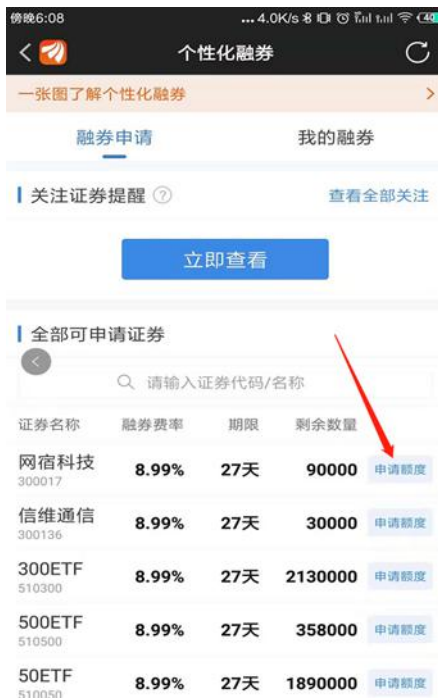 傍晚6:08 ... 4.0K/s 40
个性化融券
一张图了解个性化融券 >
融券申请 我的融券
关注证券提醒 ? 查看全部关注
立即查看
全部可申请证券
请输入证券代码/名称
证券名称 融券费率 期限 剩余数量
网宿科技 8.99% 27天 90000 申请额度
300017
信维通信 8.99% 27天 30000 申请额度
300136
300ETF 8.99% 27天 2130000 申请额度
510300
500ETF 8.99% 27天 358000 申请额度
510500
50ETF 8.99% 27天 1890000 申请额度
510050